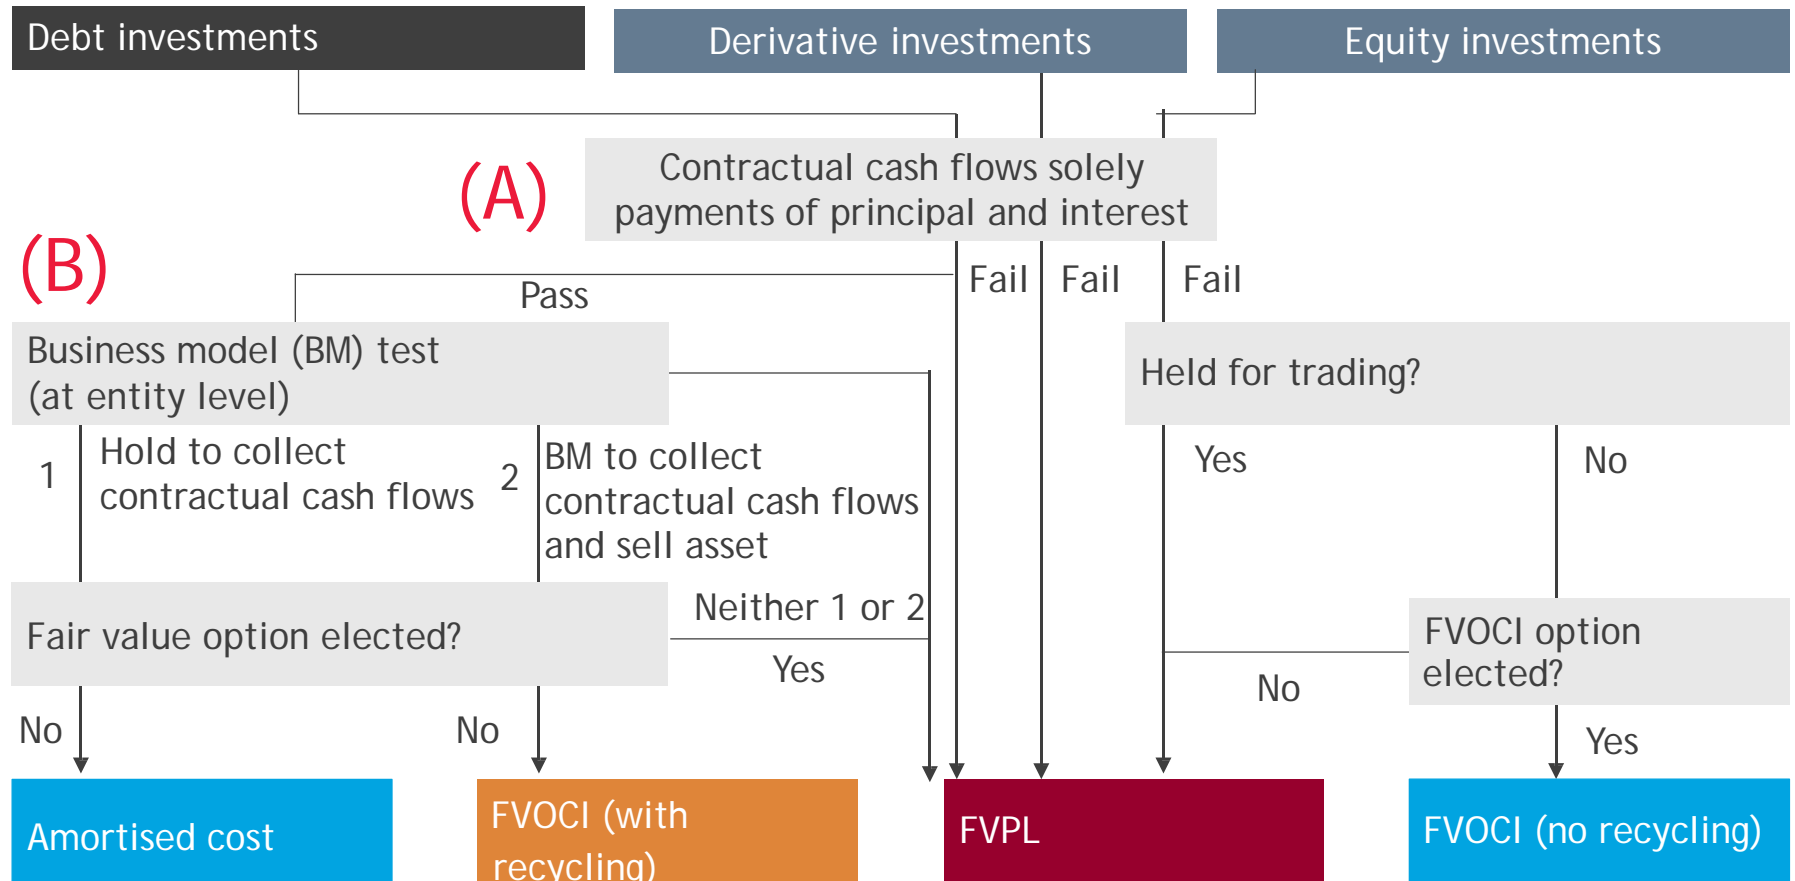 Debt investments
Derivative investments
Equity investments
(A)
Contractual cash flows solely
payments of principal and interest
(B)
Pass
Fail
Fail
Fail
Business model (BM) test
(at entity level)
Held for trading?
1
Hold to collect
contractual cash flows
2
BM to collect
contractual cash flows
and sell asset
Yes
No
Neither 1 or 2
Fair value option elected?
Yes
FVOCI option
elected?
No
No
No
Yes
Amortised cost
FVOCI (with
recycling)
FVPL
FVOCI (no recycling)